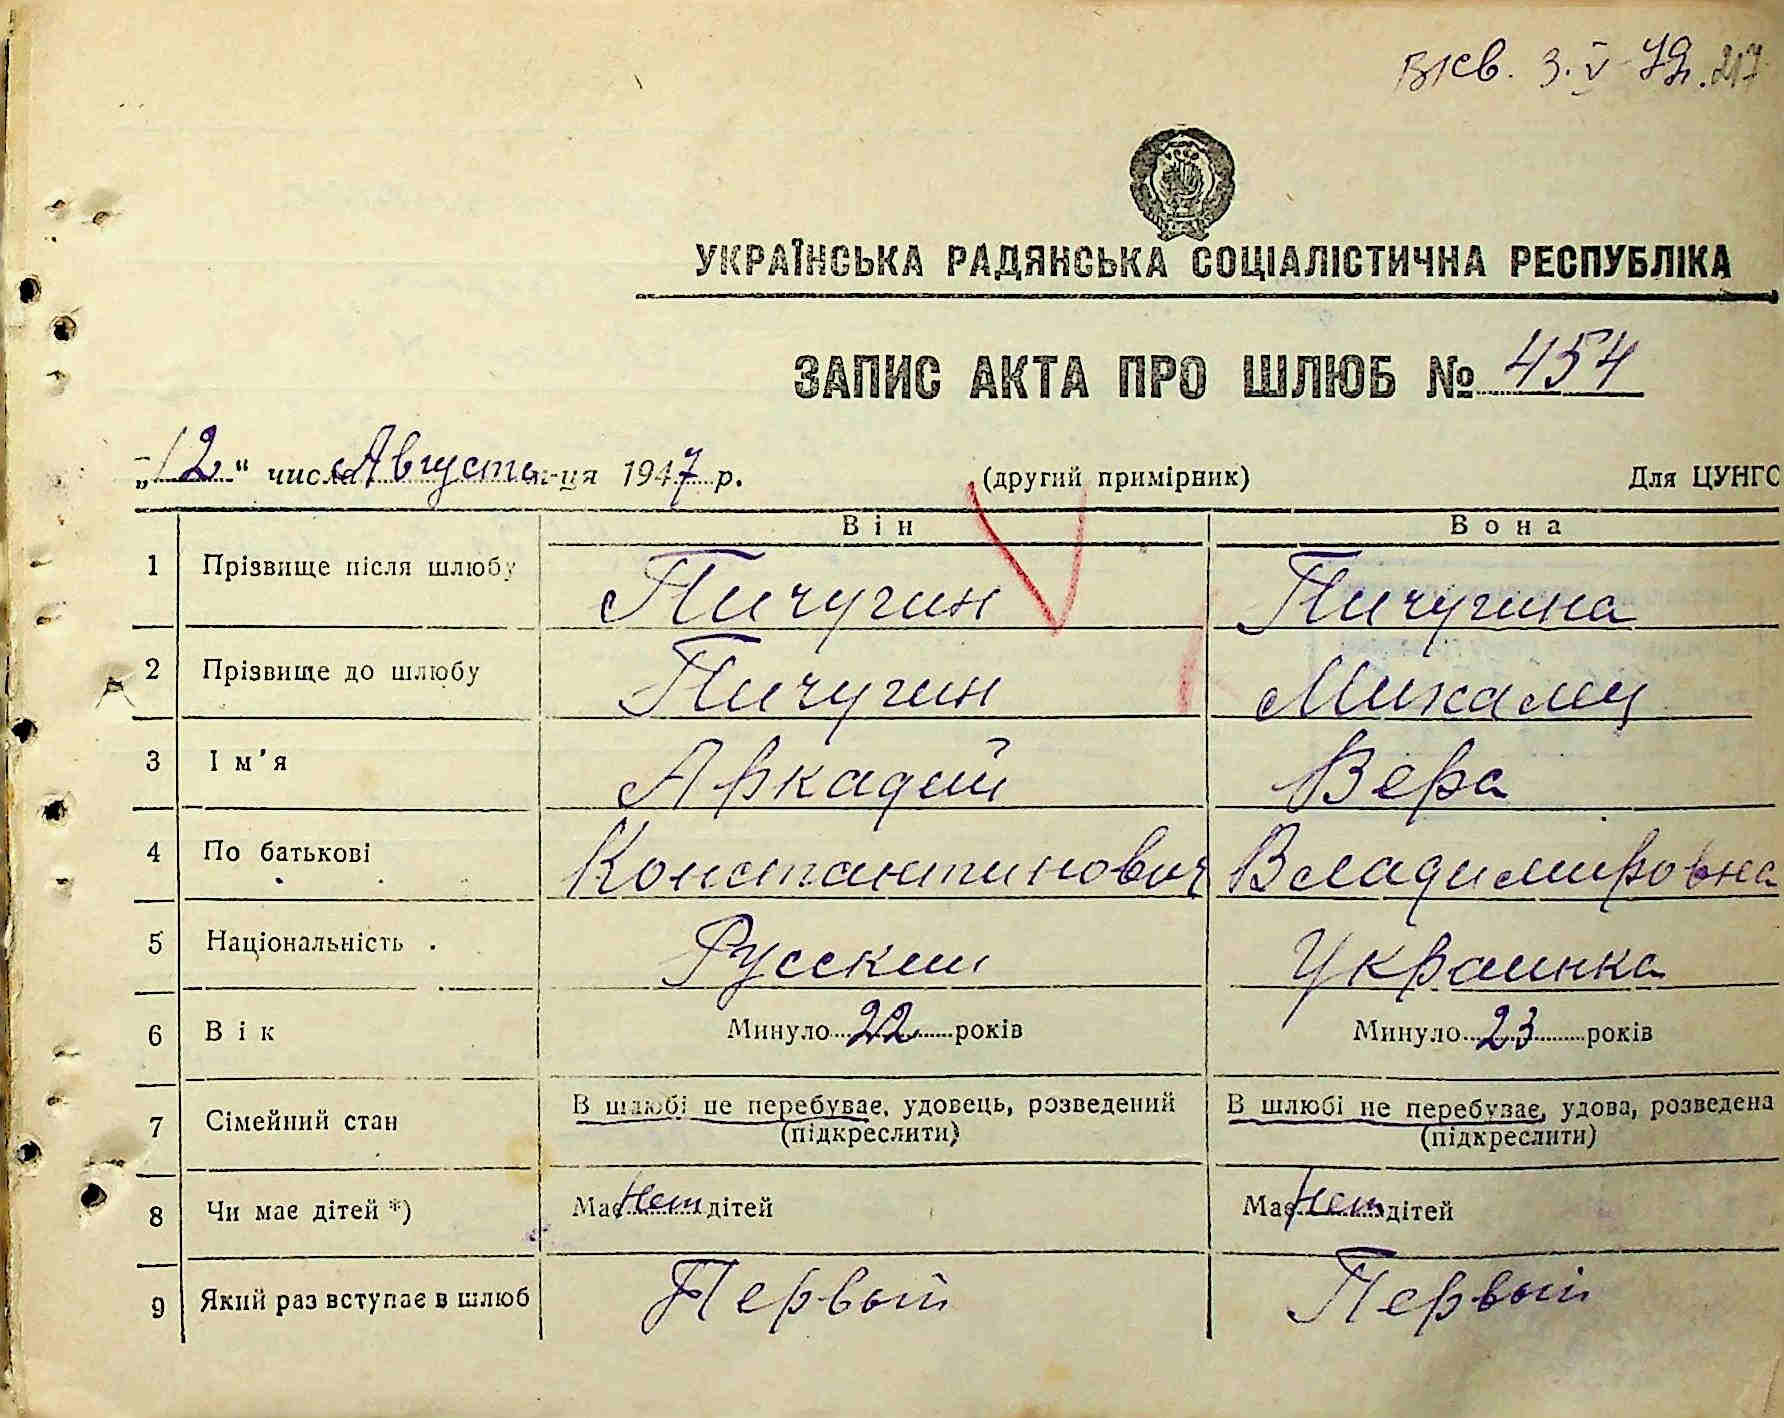 3. V
УКРАЇНСЬКА РАДЯНСЬКА СОЦІАЛІСТИЧНА РЕСПУБЛІКА
ЗАПИС АКТА ПРО ШЛЮБ № 454
„12“ числа Августа м-ця 1947 р. (другий примірник) Для ЦУНГО
Він Вона
1 Прізвище після шлюбу Пичугин Пичугина
2 Прізвище до шлюбу Пичугин
3 Ім'я Аркадий Вера
4 По батькові Константинович Владимировна
5 Національність Русский Украинка
6 Вік Минуло 22 років Минуло 23 років
7 Сімейний стан В шлюбі не перебуває, удовець, розведений В шлюбі не перебуває, удова, розведена
(підкреслити) (підкреслити)
8 Чи має дітей *) Має Нет дітей Має Нет дітей
9 Який раз вступає в шлюб Первый Первый